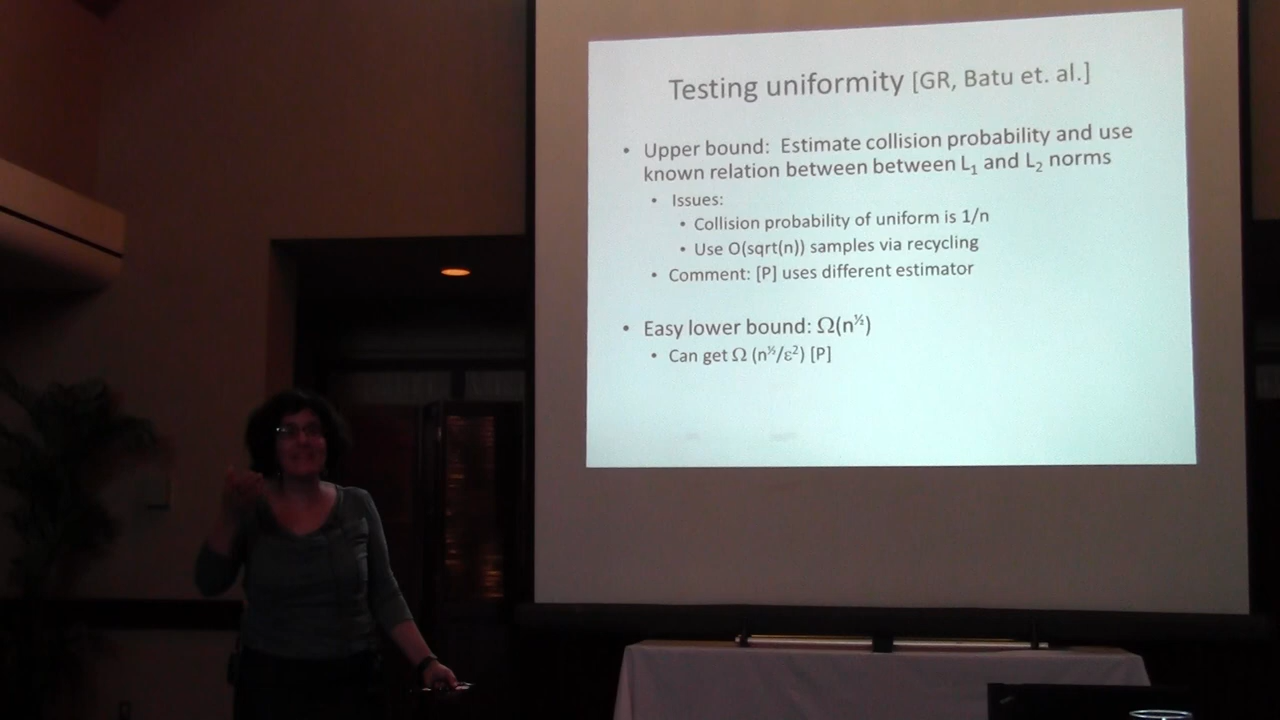 Testing uniformity [GR, Batu et. al.]
• Upper bound: Estimate collision probability and use
known relation between between L₁ and L₂ norms
• Issues:
• Collision probability of uniform is 1/n
• Use O(sqrt(n)) samples via recycling
• Comment: [P] uses different estimator
• Easy lower bound: Ω(n^½)
• Can get Ω (n^½/ε²) [P]